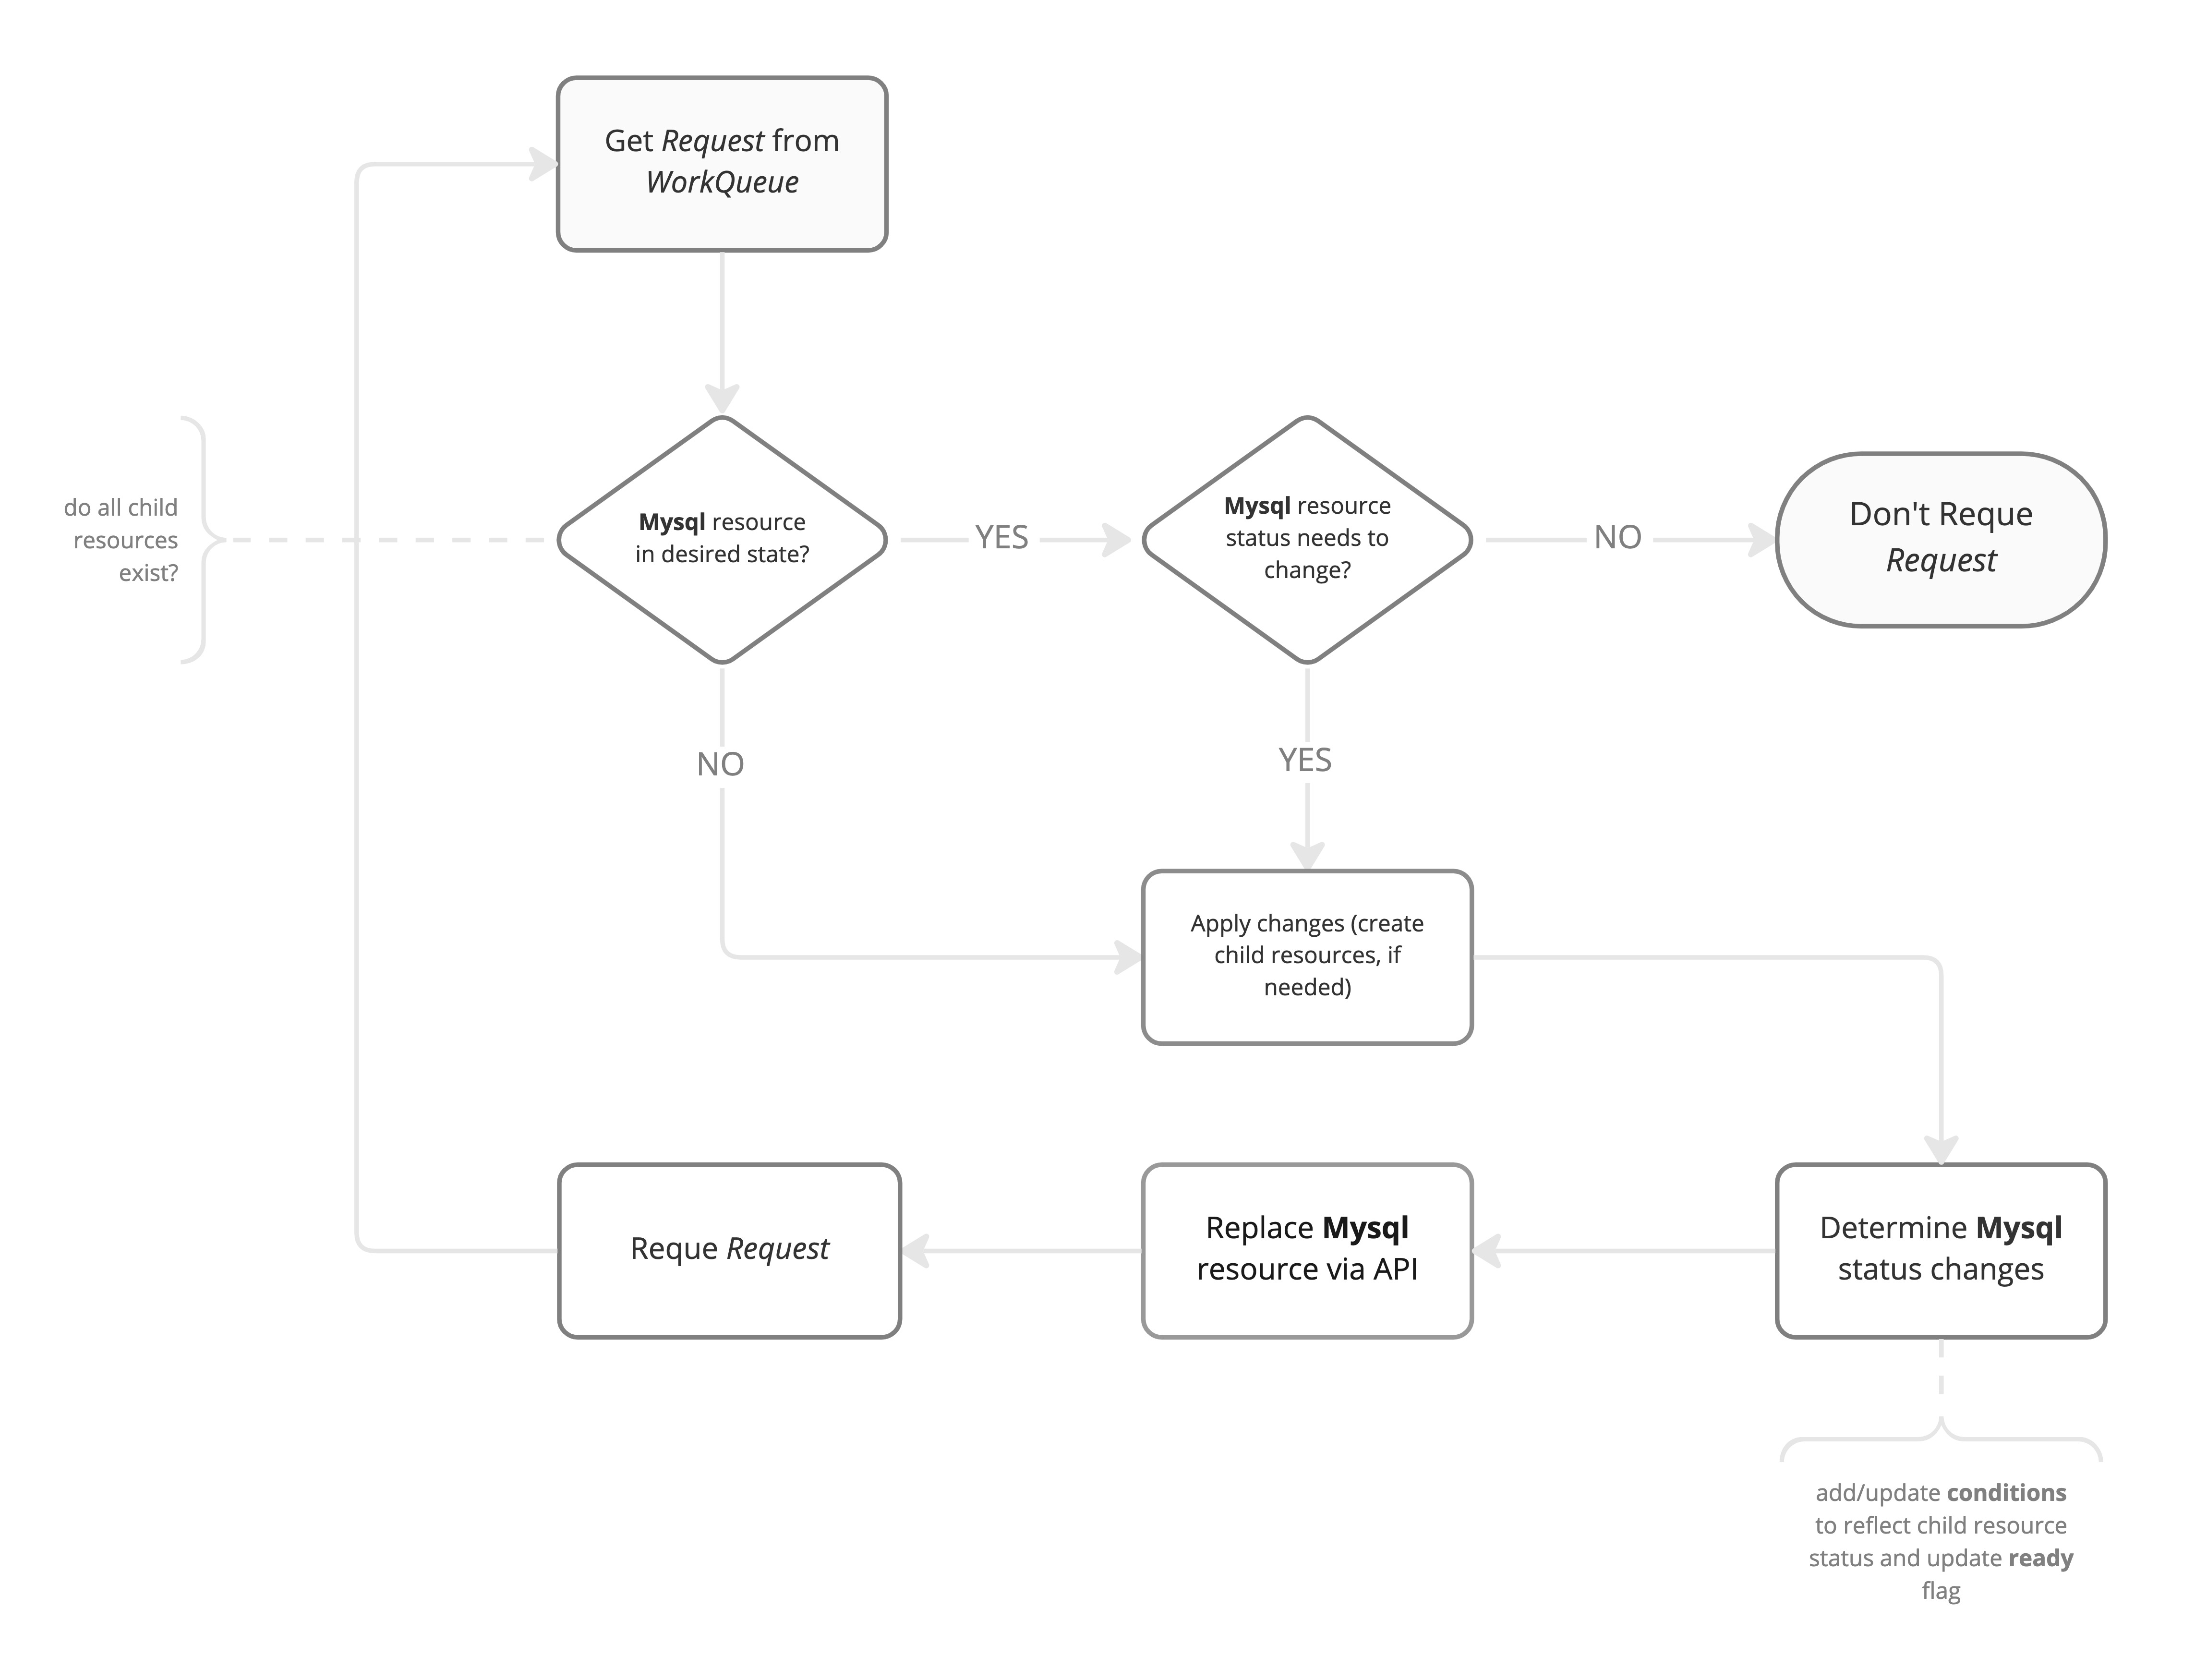 Get Request from
WorkQueue
do all child
resources
exist?
Mysql resource
in desired state?
YES
Mysql resource
status needs to
change?
NO
Don't Reque
Request
NO
YES
Apply changes (create
child resources, if
needed)
Reque Request
Replace Mysql
resource via API
Determine Mysql
status changes
add/update conditions
to reflect child resource
status and update ready
flag